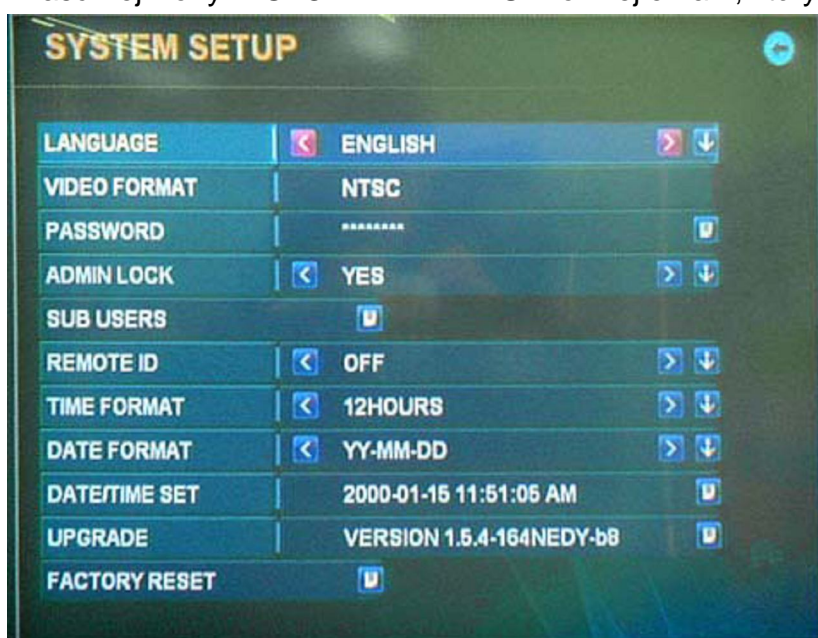 SYSTEM SETUP
LANGUAGE ENGLISH
VIDEO FORMAT NTSC
PASSWORD ********
ADMIN LOCK YES
SUB USERS
REMOTE ID OFF
TIME FORMAT 12HOURS
DATE FORMAT YY-MM-DD
DATE/TIME SET 2000-01-15 11:51:05 AM
UPGRADE VERSION 1.5.4-164NEDY-b8
FACTORY RESET